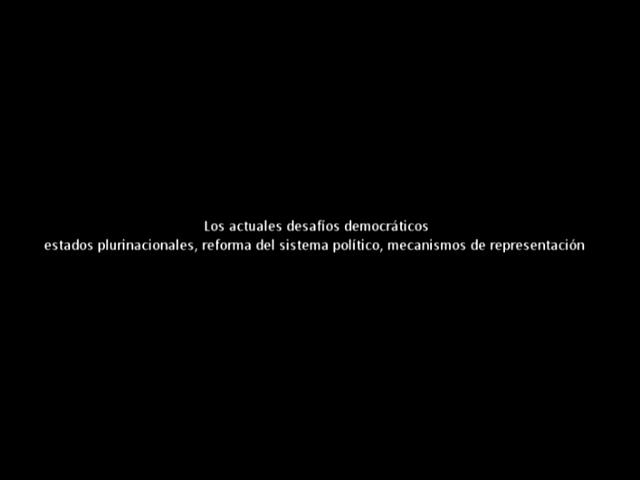 Los actuales desafíos democráticos
estados plurinacionales, reforma del sistema político, mecanismos de representación